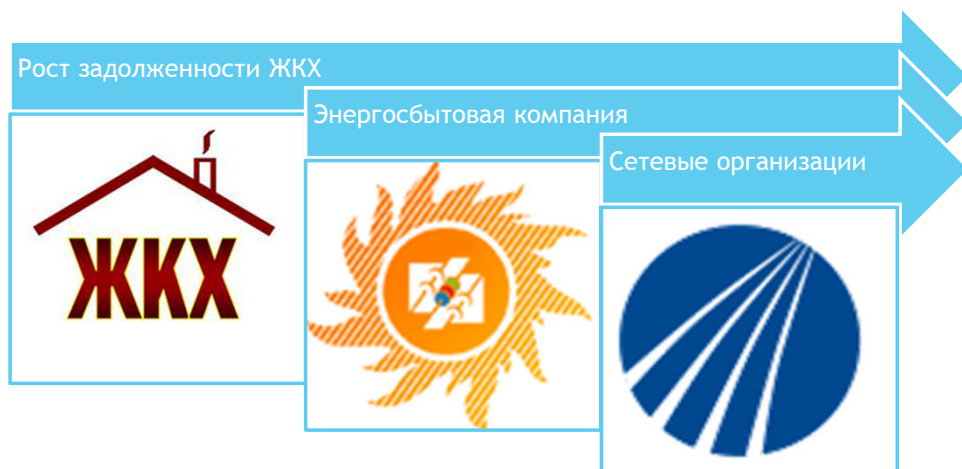 Рост задолженности ЖКХ
Энергосбытовая компания
Сетевые организации
ЖКХ